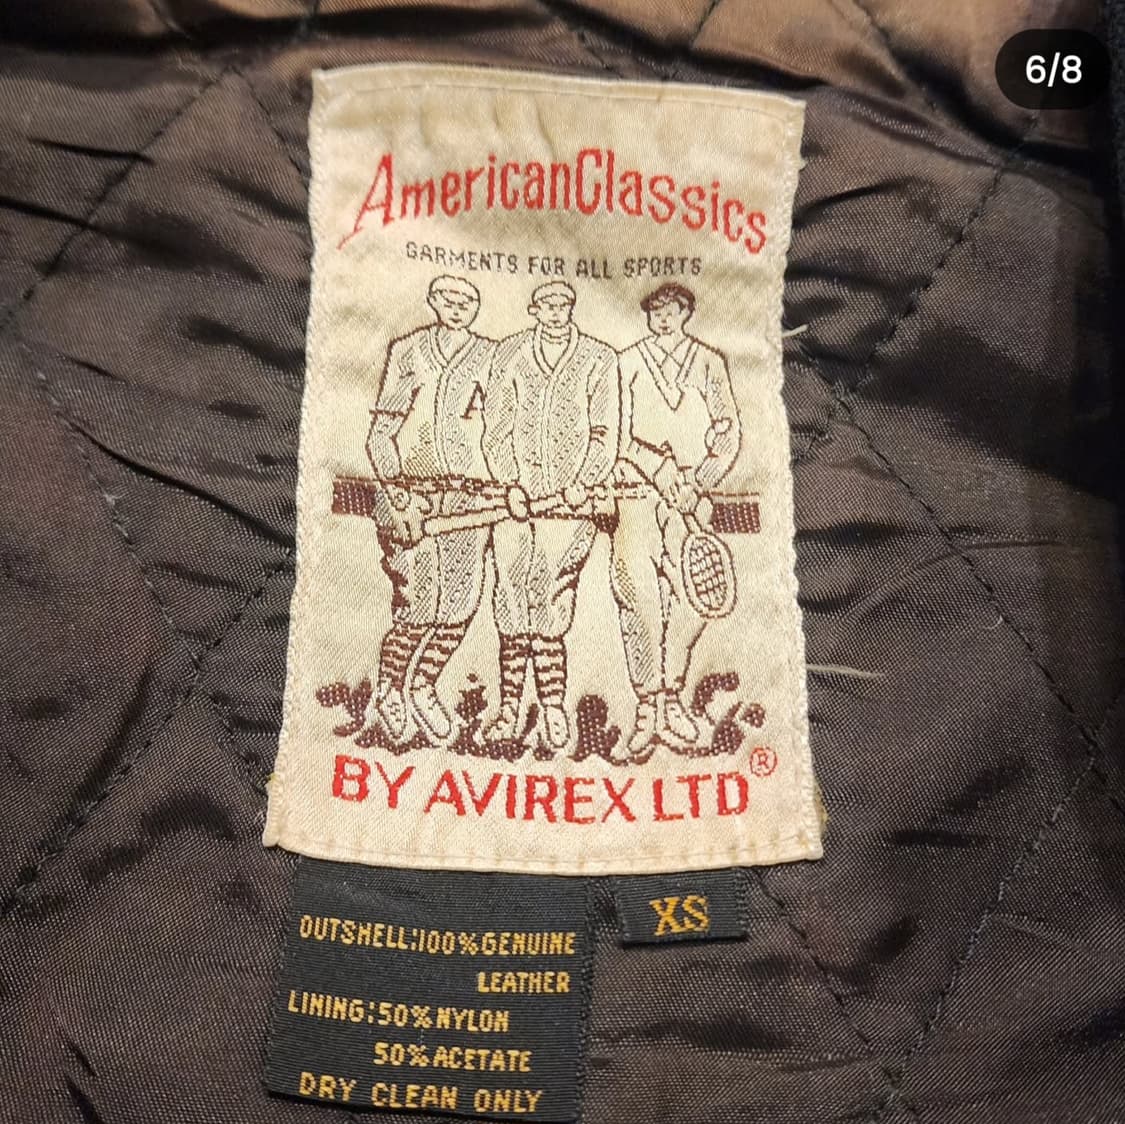 6/8
AmericanClassics
GARMENTS FOR ALL SPORTS
A
BY AVIREX LTD®
XS
OUTSHELL:100%GENUINE
LEATHER
LINING:50%NYLON
50%ACETATE
DRY CLEAN ONLY